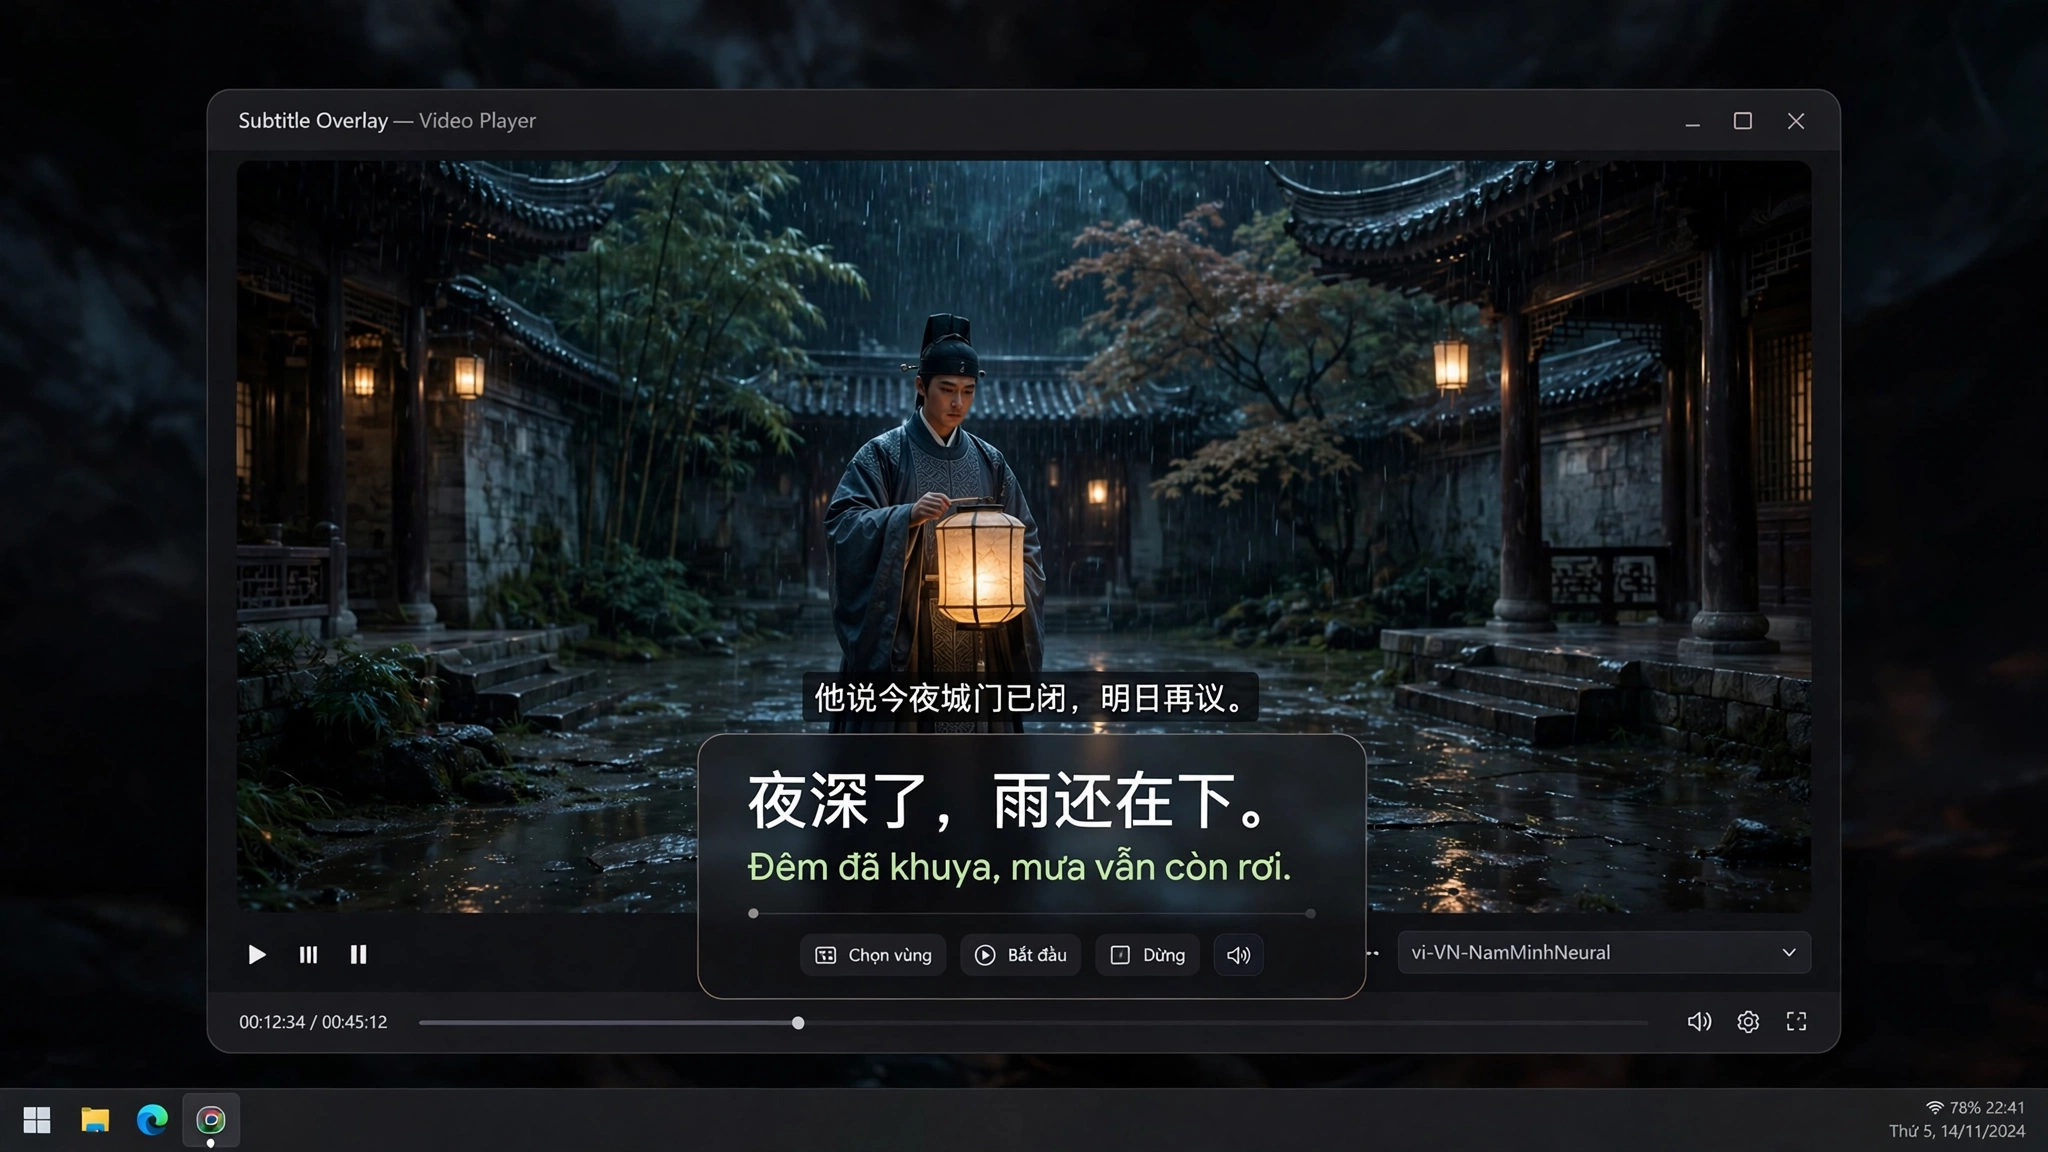 Subtitle Overlay — Video Player
他说今夜城门已闭，明日再议。
夜深了，雨还在下。
Đêm đã khuya, mưa vẫn còn rơi.
Chọn vùng
Bắt đầu
Dừng
vi-VN-NamMinhNeural
00:12:34 / 00:45:12
78% 22:41
Thứ 5, 14/11/2024